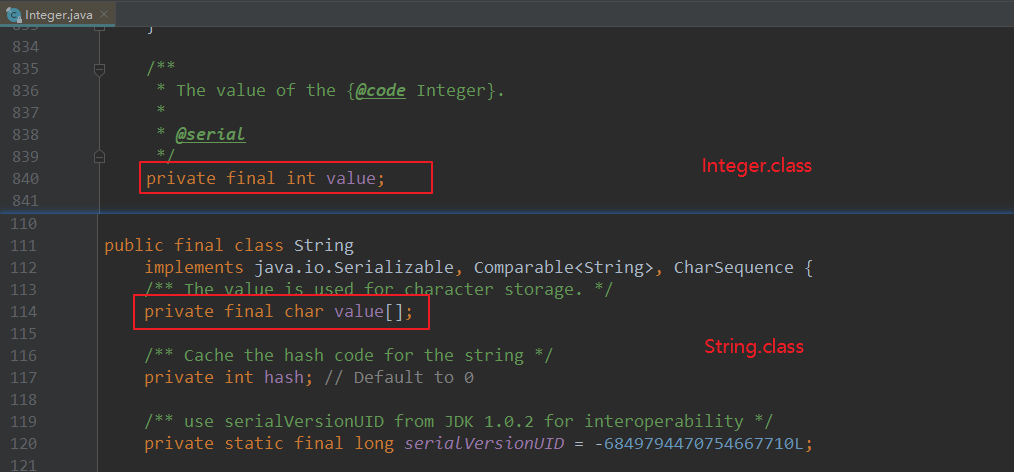 Integer.java
834
835 /**
836 * The value of the {@code Integer}.
837 *
838 * @serial
839 */
Integer.class
840 private final int value;
841
110
111 public final class String
112 implements java.io.Serializable, Comparable<String>, CharSequence {
113 /** The value is used for character storage. */
114 private final char value[];
115
String.class
116 /** Cache the hash code for the string */
117 private int hash; // Default to 0
118
119 /** use serialVersionUID from JDK 1.0.2 for interoperability */
120 private static final long serialVersionUID = -6849794470754667710L;
121